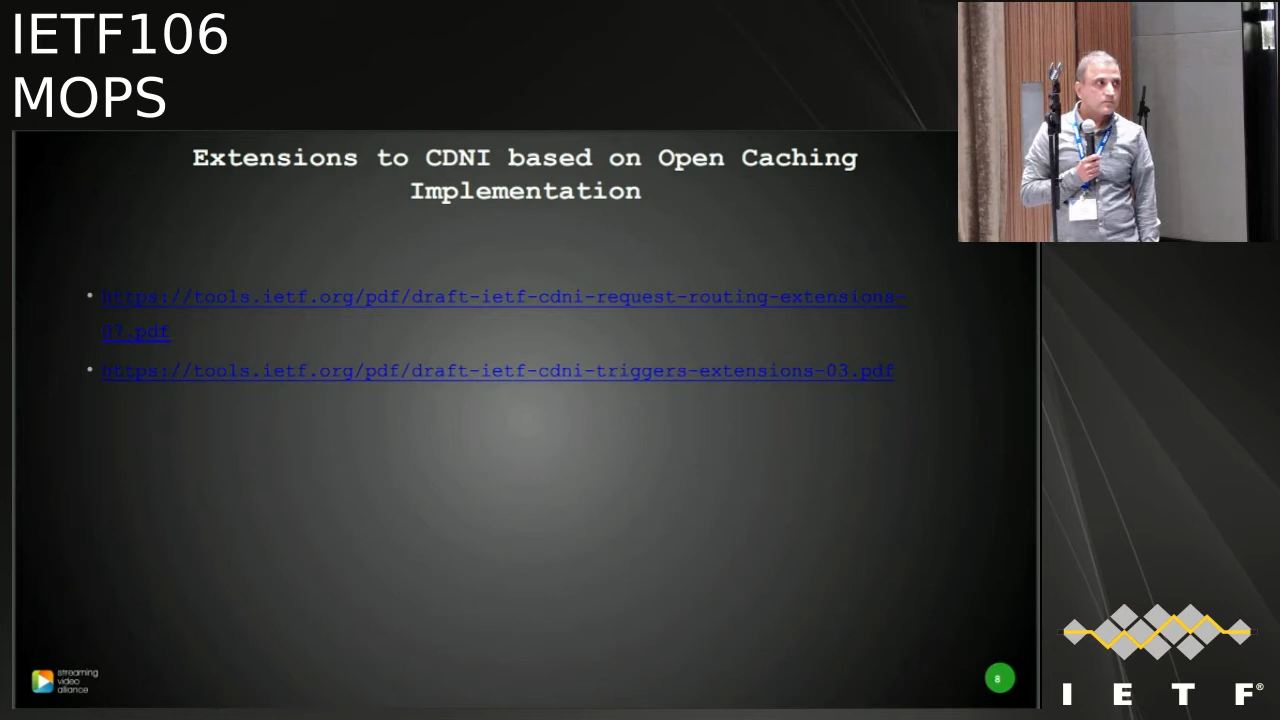 IETF106
MOPS
Extensions to CDNI based on Open Caching
Implementation
• https://tools.ietf.org/pdf/draft-ietf-cdni-request-routing-extensions-
07.pdf
• https://tools.ietf.org/pdf/draft-ietf-cdni-triggers-extensions-03.pdf
streaming
video
alliance
8
I E T F®